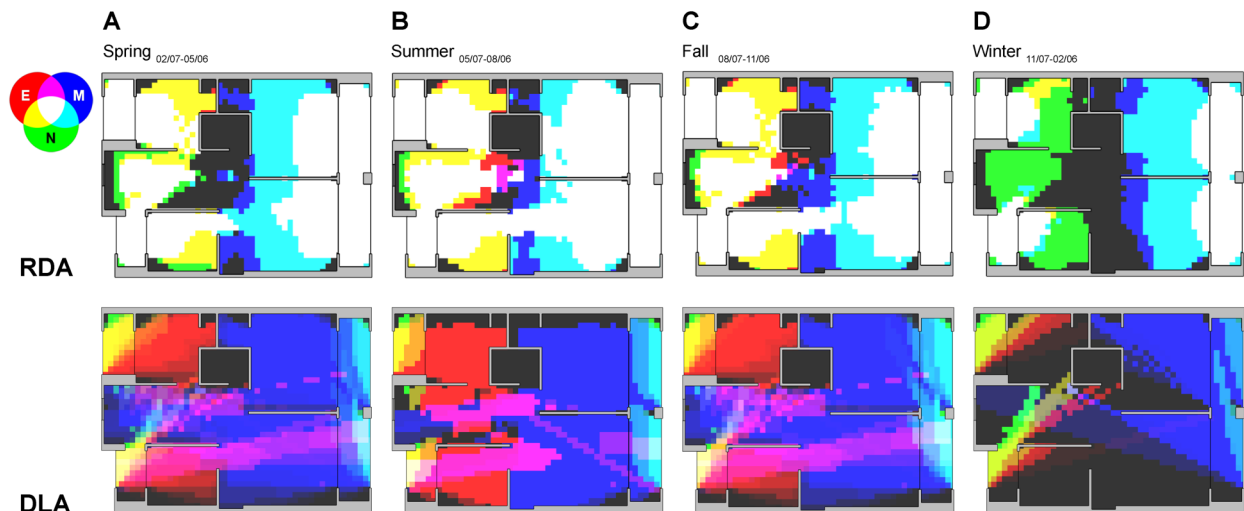 A
B
C
D
Spring 02/07-05/06
Summer 05/07-08/06
Fall 08/07-11/06
Winter 11/07-02/06
E
M
N
RDA
DLA